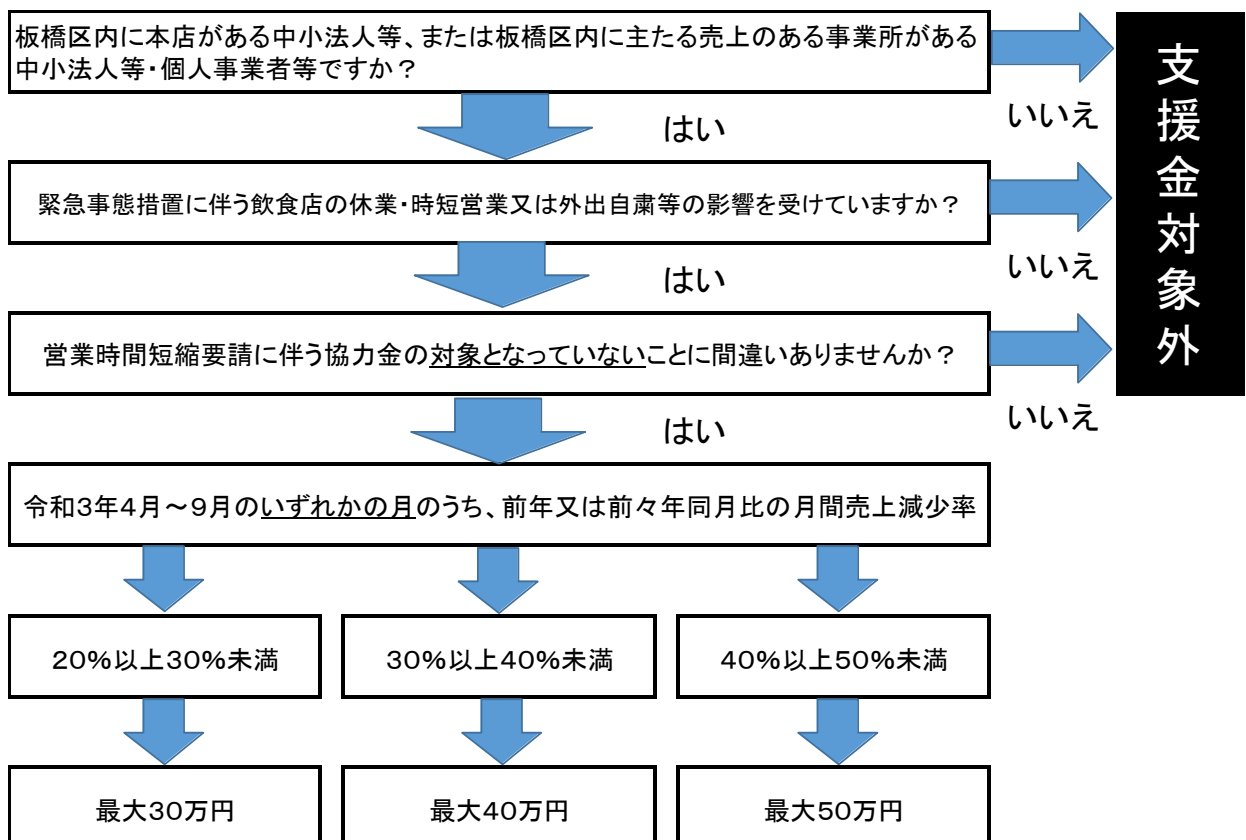 板橋区内に本店がある中小法人等、または板橋区内に主たる売上のある事業所がある
中小法人等・個人事業者等ですか？
支援金対象外
はい
いいえ
緊急事態措置に伴う飲食店の休業・時短営業又は外出自粛等の影響を受けていますか？
はい
いいえ
営業時間短縮要請に伴う協力金の対象となっていないことに間違いありませんか？
はい
いいえ
令和３年４月～９月のいずれかの月のうち、前年又は前々年同月比の月間売上減少率
20％以上30％未満
30％以上40％未満
40％以上50％未満
最大30万円
最大40万円
最大50万円